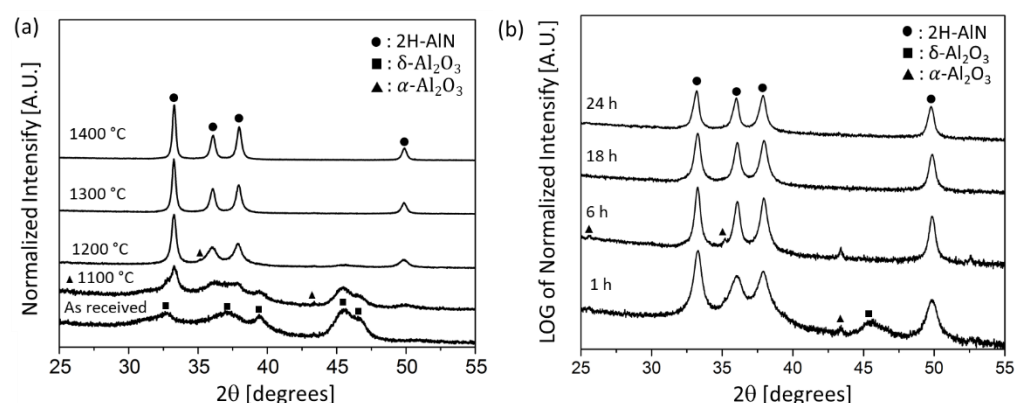 (a)
● : 2H-AlN
■ : δ-Al₂O₃
▲ : α-Al₂O₃
1400 °C
1300 °C
1200 °C
1100 °C
As received
25 30 35 40 45 50 55
2θ [degrees]
Normalized Intensify [A.U.]
(b)
● : 2H-AlN
■ : δ-Al₂O₃
▲ : α-Al₂O₃
24 h
18 h
6 h
1 h
25 30 35 40 45 50 55
2θ [degrees]
LOG of Normalized Intensify [A.U.]